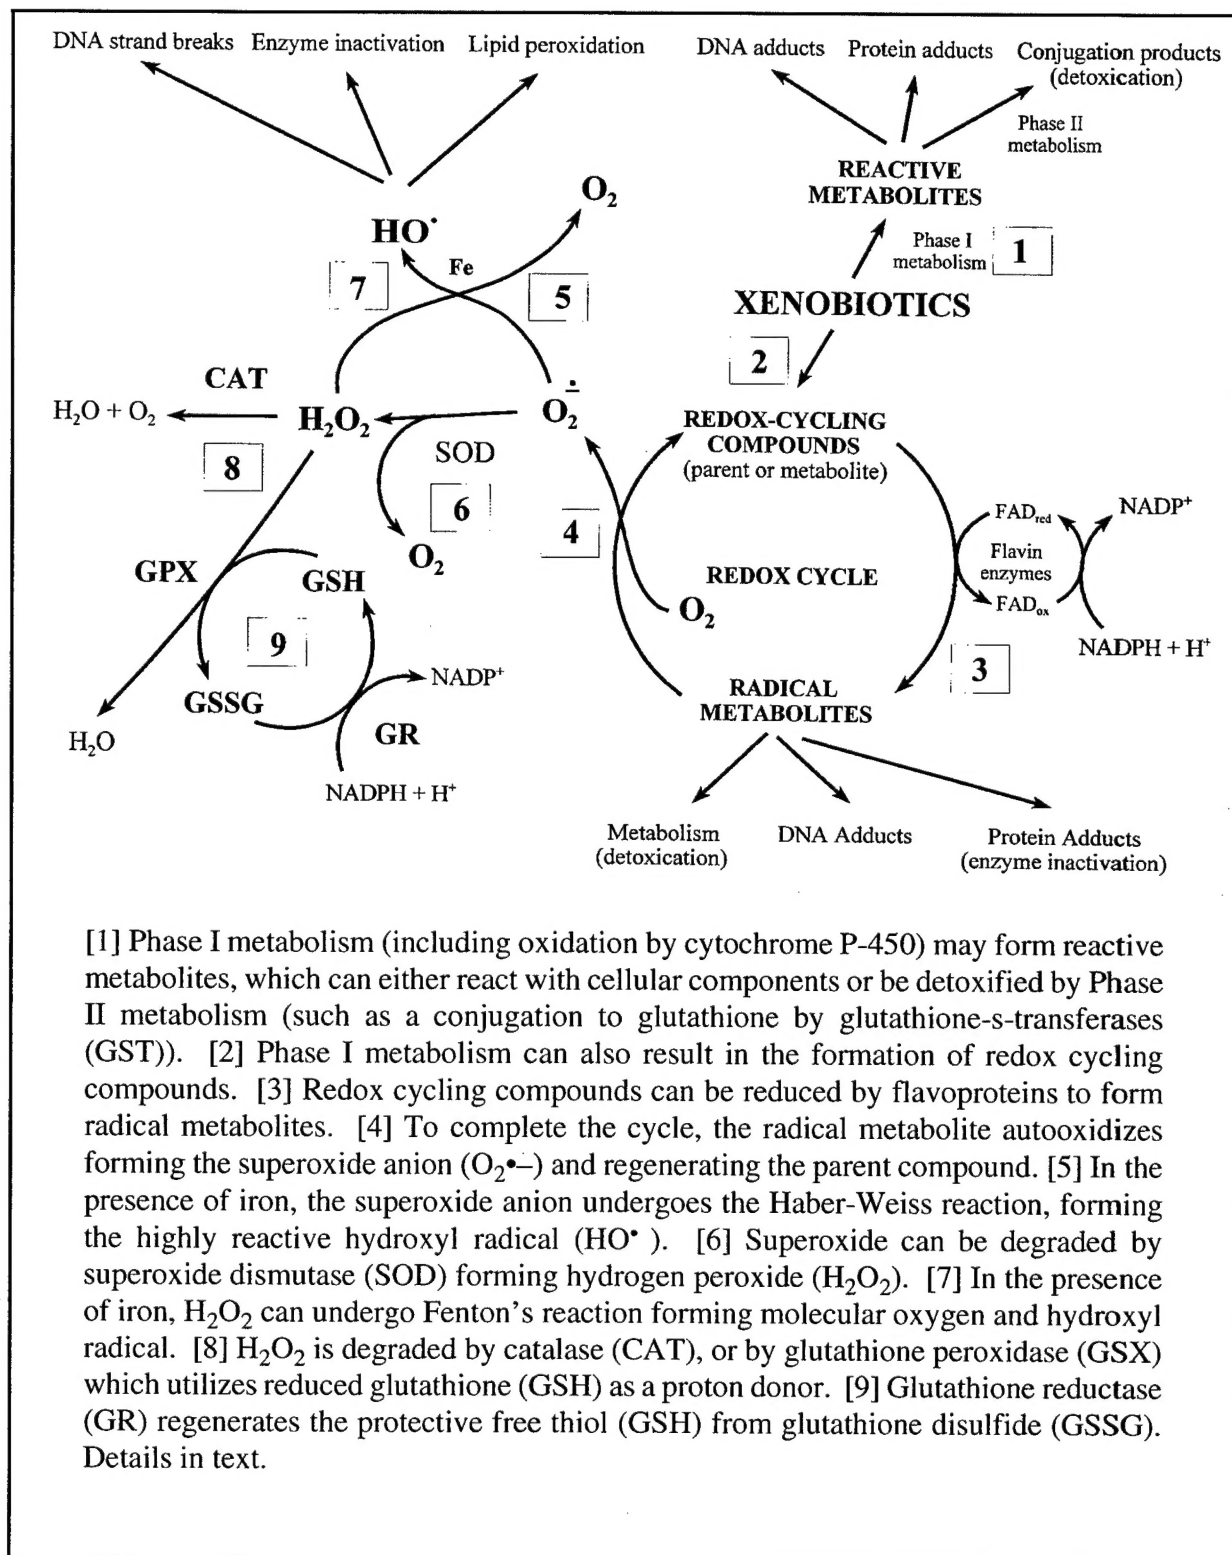 DNA strand breaks Enzyme inactivation Lipid peroxidation
DNA adducts Protein adducts Conjugation products
(detoxication)
Phase II
metabolism
REACTIVE
METABOLITES
O₂
HO•
Phase I
metabolism
1
Fe
7
5
XENOBIOTICS
2
CAT
H₂O + O₂
H₂O₂
O₂•−
REDOX-CYCLING
COMPOUNDS
(parent or metabolite)
SOD
8
6
4
FADred
NADP⁺
Flavin
enzymes
FADox
NADPH + H⁺
O₂
GPX
GSH
REDOX CYCLE
O₂
9
3
GSSG
NADP⁺
RADICAL
METABOLITES
H₂O
GR
NADPH + H⁺
Metabolism
(detoxication)
DNA Adducts
Protein Adducts
(enzyme inactivation)
[1] Phase I metabolism (including oxidation by cytochrome P-450) may form reactive
metabolites, which can either react with cellular components or be detoxified by Phase
II metabolism (such as a conjugation to glutathione by glutathione-s-transferases
(GST)). [2] Phase I metabolism can also result in the formation of redox cycling
compounds. [3] Redox cycling compounds can be reduced by flavoproteins to form
radical metabolites. [4] To complete the cycle, the radical metabolite autooxidizes
forming the superoxide anion (O₂•–) and regenerating the parent compound. [5] In the
presence of iron, the superoxide anion undergoes the Haber-Weiss reaction, forming
the highly reactive hydroxyl radical (HO• ). [6] Superoxide can be degraded by
superoxide dismutase (SOD) forming hydrogen peroxide (H₂O₂). [7] In the presence
of iron, H₂O₂ can undergo Fenton's reaction forming molecular oxygen and hydroxyl
radical. [8] H₂O₂ is degraded by catalase (CAT), or by glutathione peroxidase (GSX)
which utilizes reduced glutathione (GSH) as a proton donor. [9] Glutathione reductase
(GR) regenerates the protective free thiol (GSH) from glutathione disulfide (GSSG).
Details in text.